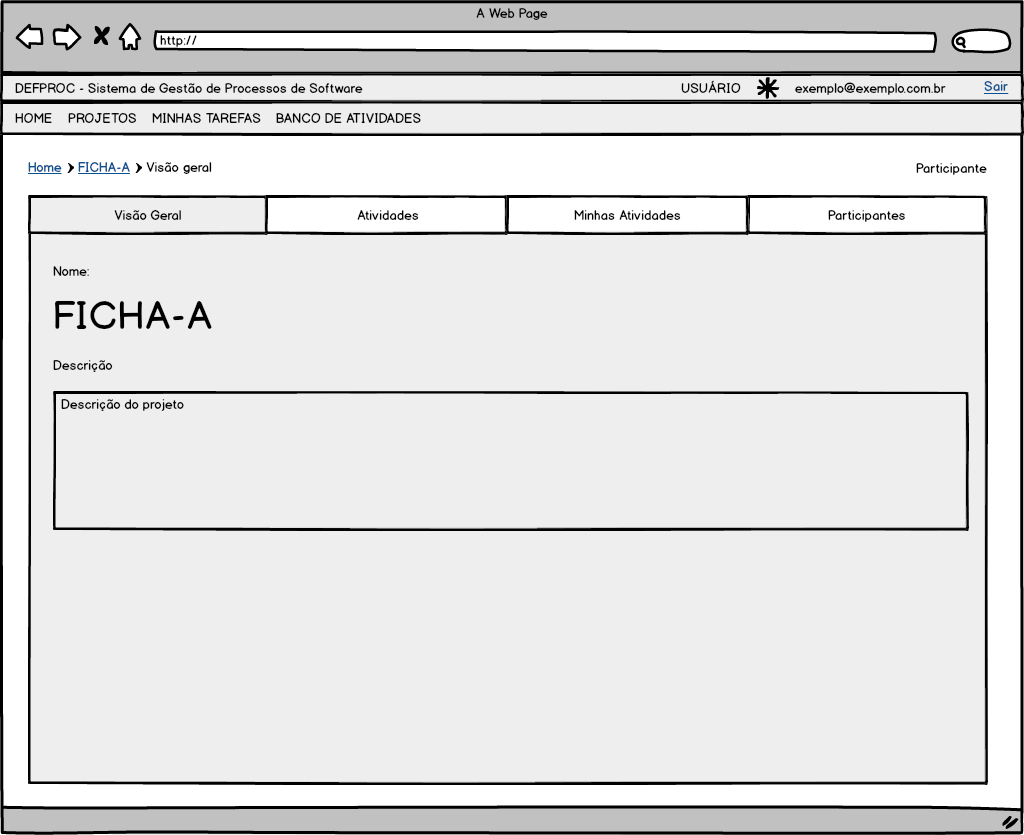 A Web Page
http://
DEFPROC - Sistema de Gestão de Processos de Software USUÁRIO exemplo@exemplo.com.br Sair
HOME PROJETOS MINHAS TAREFAS BANCO DE ATIVIDADES
Home FICHA-A Visão geral Participante
Visão Geral Atividades Minhas Atividades Participantes
Nome:
FICHA-A
Descrição
Descrição do projeto